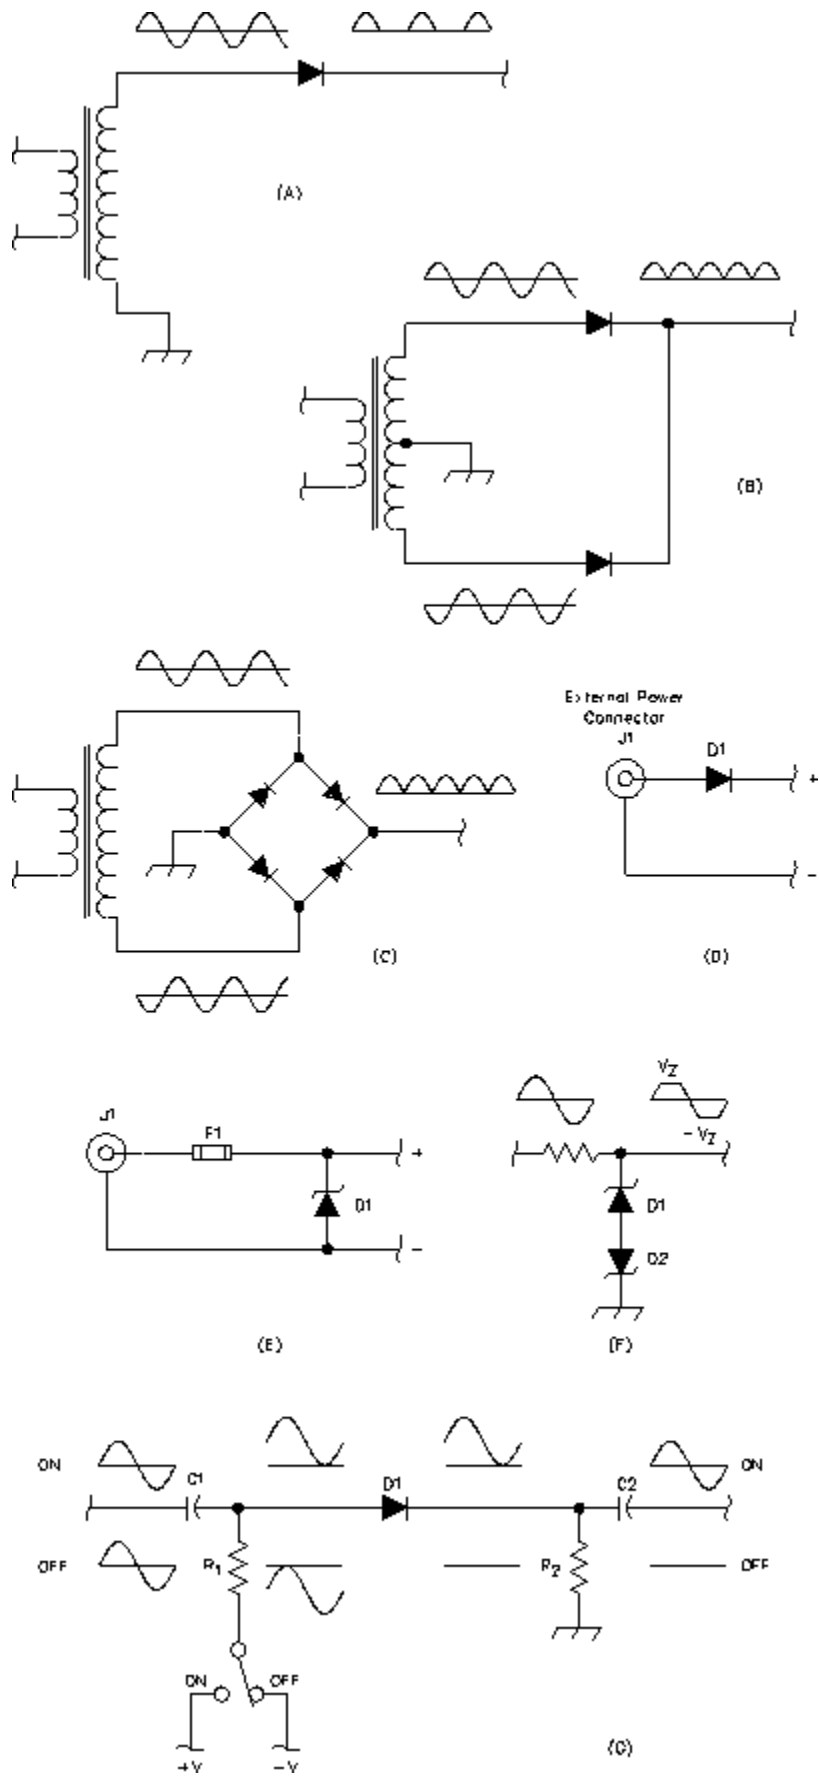 (A)
(B)
External Power
Connector
J1
D1
+
-
(C)
(D)
J1
F1
+
D1
-
(E)
VZ
- VZ
D1
D2
(F)
ON
C1
D1
C2
ON
OFF
R1
R2
OFF
ON
OFF
+V
-V
(G)